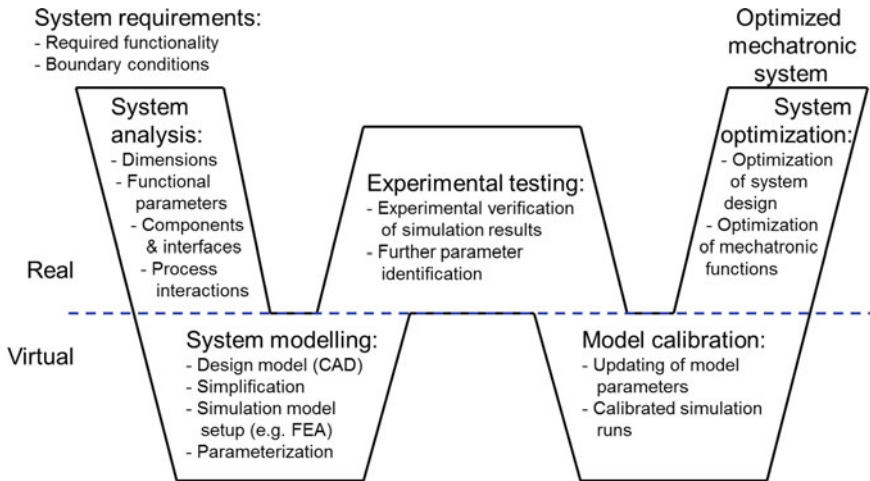 System requirements:
- Required functionality
- Boundary conditions
System
analysis:
- Dimensions
- Functional
parameters
- Components
& interfaces
- Process
interactions
Real
Virtual
System modelling:
- Design model (CAD)
- Simplification
- Simulation model
setup (e.g. FEA)
- Parameterization
Experimental testing:
- Experimental verification
of simulation results
- Further parameter
identification
Model calibration:
- Updating of model
parameters
- Calibrated simulation
runs
Optimized
mechatronic
system
System
optimization:
- Optimization
of system
design
- Optimization
of mechatronic
functions